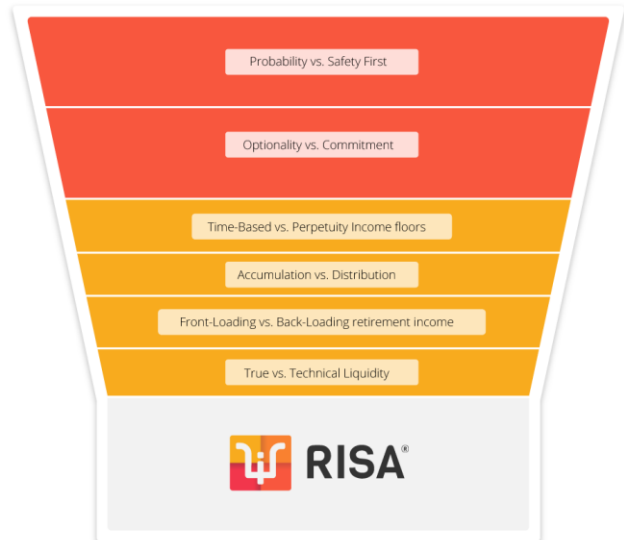 Probability vs. Safety First
Optionality vs. Commitment
Time-Based vs. Perpetuity Income floors
Accumulation vs. Distribution
Front-Loading vs. Back-Loading retirement income
True vs. Technical Liquidity
RISA®